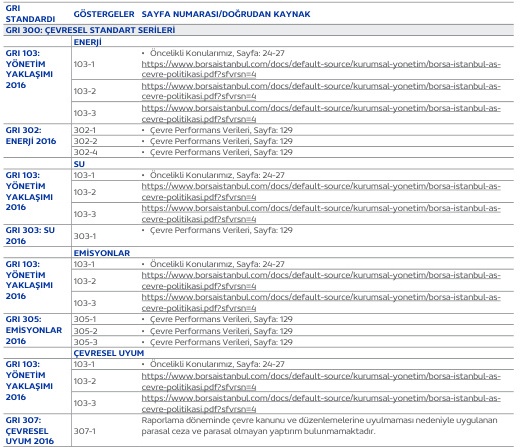 GRI STANDARDI GÖSTERGELER SAYFA NUMARASI/DOĞRUDAN KAYNAK
GRI 300: ÇEVRESEL STANDART SERİLERİ
ENERJİ
GRI 103: YÖNETİM YAKLAŞIMI 2016
103-1 • Öncelikli Konularımız, Sayfa: 24-27
https://www.borsaistanbul.com/docs/default-source/kurumsal-yonetim/borsa-istanbul-as-
cevre-politikasi.pdf?sfvrsn=4
103-2 https://www.borsaistanbul.com/docs/default-source/kurumsal-yonetim/borsa-istanbul-as-
cevre-politikasi.pdf?sfvrsn=4
103-3 https://www.borsaistanbul.com/docs/default-source/kurumsal-yonetim/borsa-istanbul-as-
cevre-politikasi.pdf?sfvrsn=4
GRI 302: ENERJİ 2016
302-1 • Çevre Performans Verileri, Sayfa: 129
302-2 • Çevre Performans Verileri, Sayfa: 129
302-4 • Çevre Performans Verileri, Sayfa: 129
SU
GRI 103: YÖNETİM YAKLAŞIMI 2016
103-1 • Öncelikli Konularımız, Sayfa: 24-27
103-2 https://www.borsaistanbul.com/docs/default-source/kurumsal-yonetim/borsa-istanbul-as-
cevre-politikasi.pdf?sfvrsn=4
103-3 https://www.borsaistanbul.com/docs/default-source/kurumsal-yonetim/borsa-istanbul-as-
cevre-politikasi.pdf?sfvrsn=4
GRI 303: SU 2016
303-1 • Çevre Performans Verileri, Sayfa: 129
EMİSYONLAR
GRI 103: YÖNETİM YAKLAŞIMI 2016
103-1 • Öncelikli Konularımız, Sayfa: 24-27
103-2 https://www.borsaistanbul.com/docs/default-source/kurumsal-yonetim/borsa-istanbul-as-
cevre-politikasi.pdf?sfvrsn=4
103-3 https://www.borsaistanbul.com/docs/default-source/kurumsal-yonetim/borsa-istanbul-as-
cevre-politikasi.pdf?sfvrsn=4
GRI 305: EMİSYONLAR 2016
305-1 • Çevre Performans Verileri, Sayfa: 129
305-2 • Çevre Performans Verileri, Sayfa: 129
305-3 • Çevre Performans Verileri, Sayfa: 129
ÇEVRESEL UYUM
GRI 103: YÖNETİM YAKLAŞIMI 2016
103-1 • Öncelikli Konularımız, Sayfa: 24-27
103-2 https://www.borsaistanbul.com/docs/default-source/kurumsal-yonetim/borsa-istanbul-as-
cevre-politikasi.pdf?sfvrsn=4
103-3 https://www.borsaistanbul.com/docs/default-source/kurumsal-yonetim/borsa-istanbul-as-
cevre-politikasi.pdf?sfvrsn=4
GRI 307: ÇEVRESEL UYUM 2016
307-1 Raporlama döneminde çevre kanunu ve düzenlemelerine uyulmaması nedeniyle uygulanan
parasal ceza ve parasal olmayan yaptırım bulunmamaktadır.